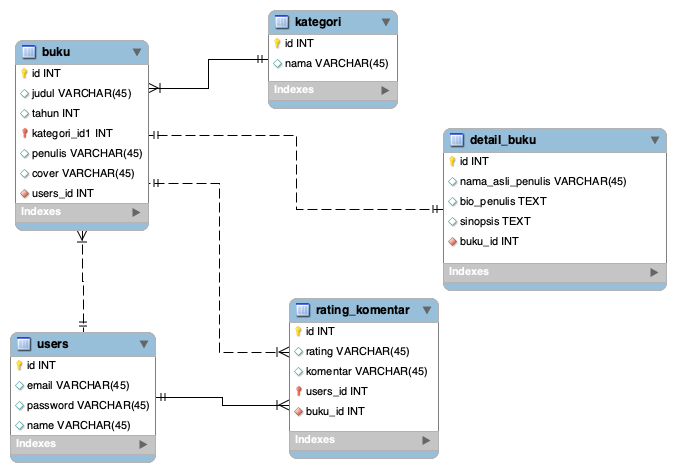 kategori
id INT
nama VARCHAR(45)
Indexes
buku
id INT
judul VARCHAR(45)
tahun INT
kategori_id1 INT
penulis VARCHAR(45)
cover VARCHAR(45)
users_id INT
Indexes
detail_buku
id INT
nama_asli_penulis VARCHAR(45)
bio_penulis TEXT
sinopsis TEXT
buku_id INT
Indexes
users
id INT
email VARCHAR(45)
password VARCHAR(45)
name VARCHAR(45)
Indexes
rating_komentar
id INT
rating VARCHAR(45)
komentar VARCHAR(45)
users_id INT
buku_id INT
Indexes